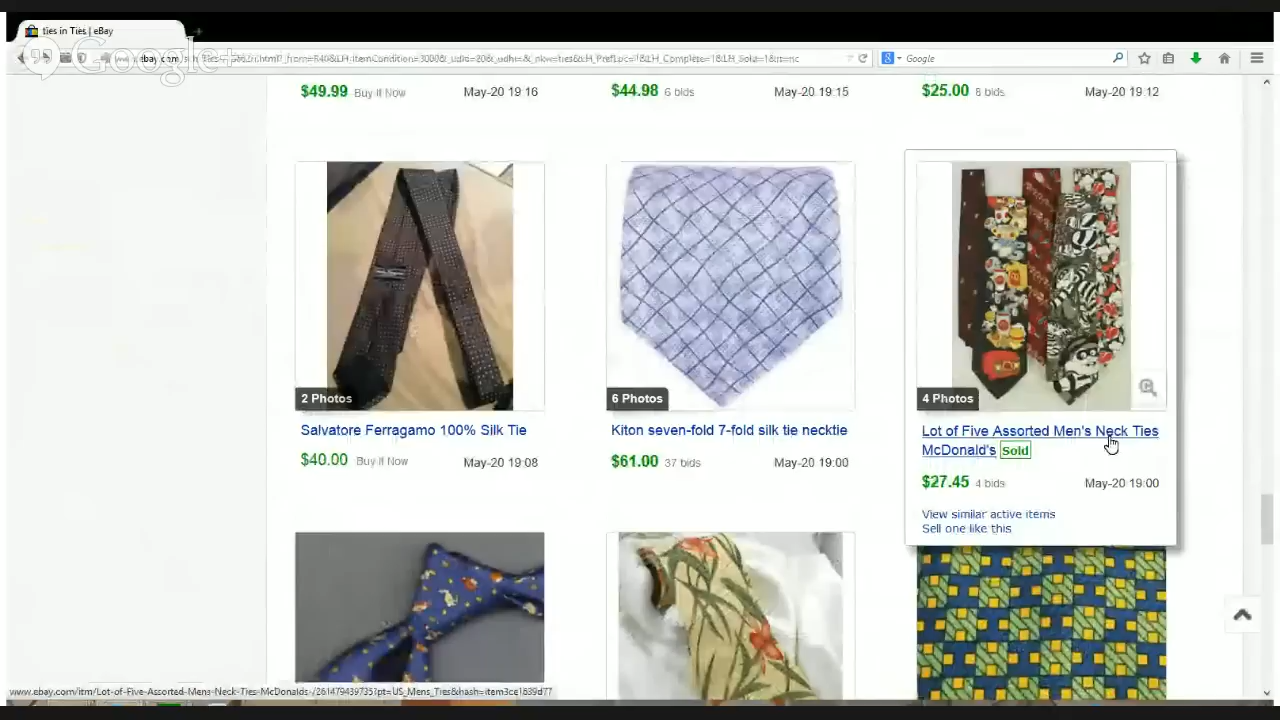 ties in Ties | eBay
Google+
Google
$49.99 Buy It Now May-20 19:16
$44.98 6 bids May-20 19:15
$25.00 8 bids May-20 19:12
2 Photos
6 Photos
4 Photos
Salvatore Ferragamo 100% Silk Tie
$40.00 Buy It Now May-20 19:08
Kiton seven-fold 7-fold silk tie necktie
$61.00 37 bids May-20 19:00
Lot of Five Assorted Men's Neck Ties
McDonald's Sold
$27.45 4 bids May-20 19:00
View similar active items
Sell one like this